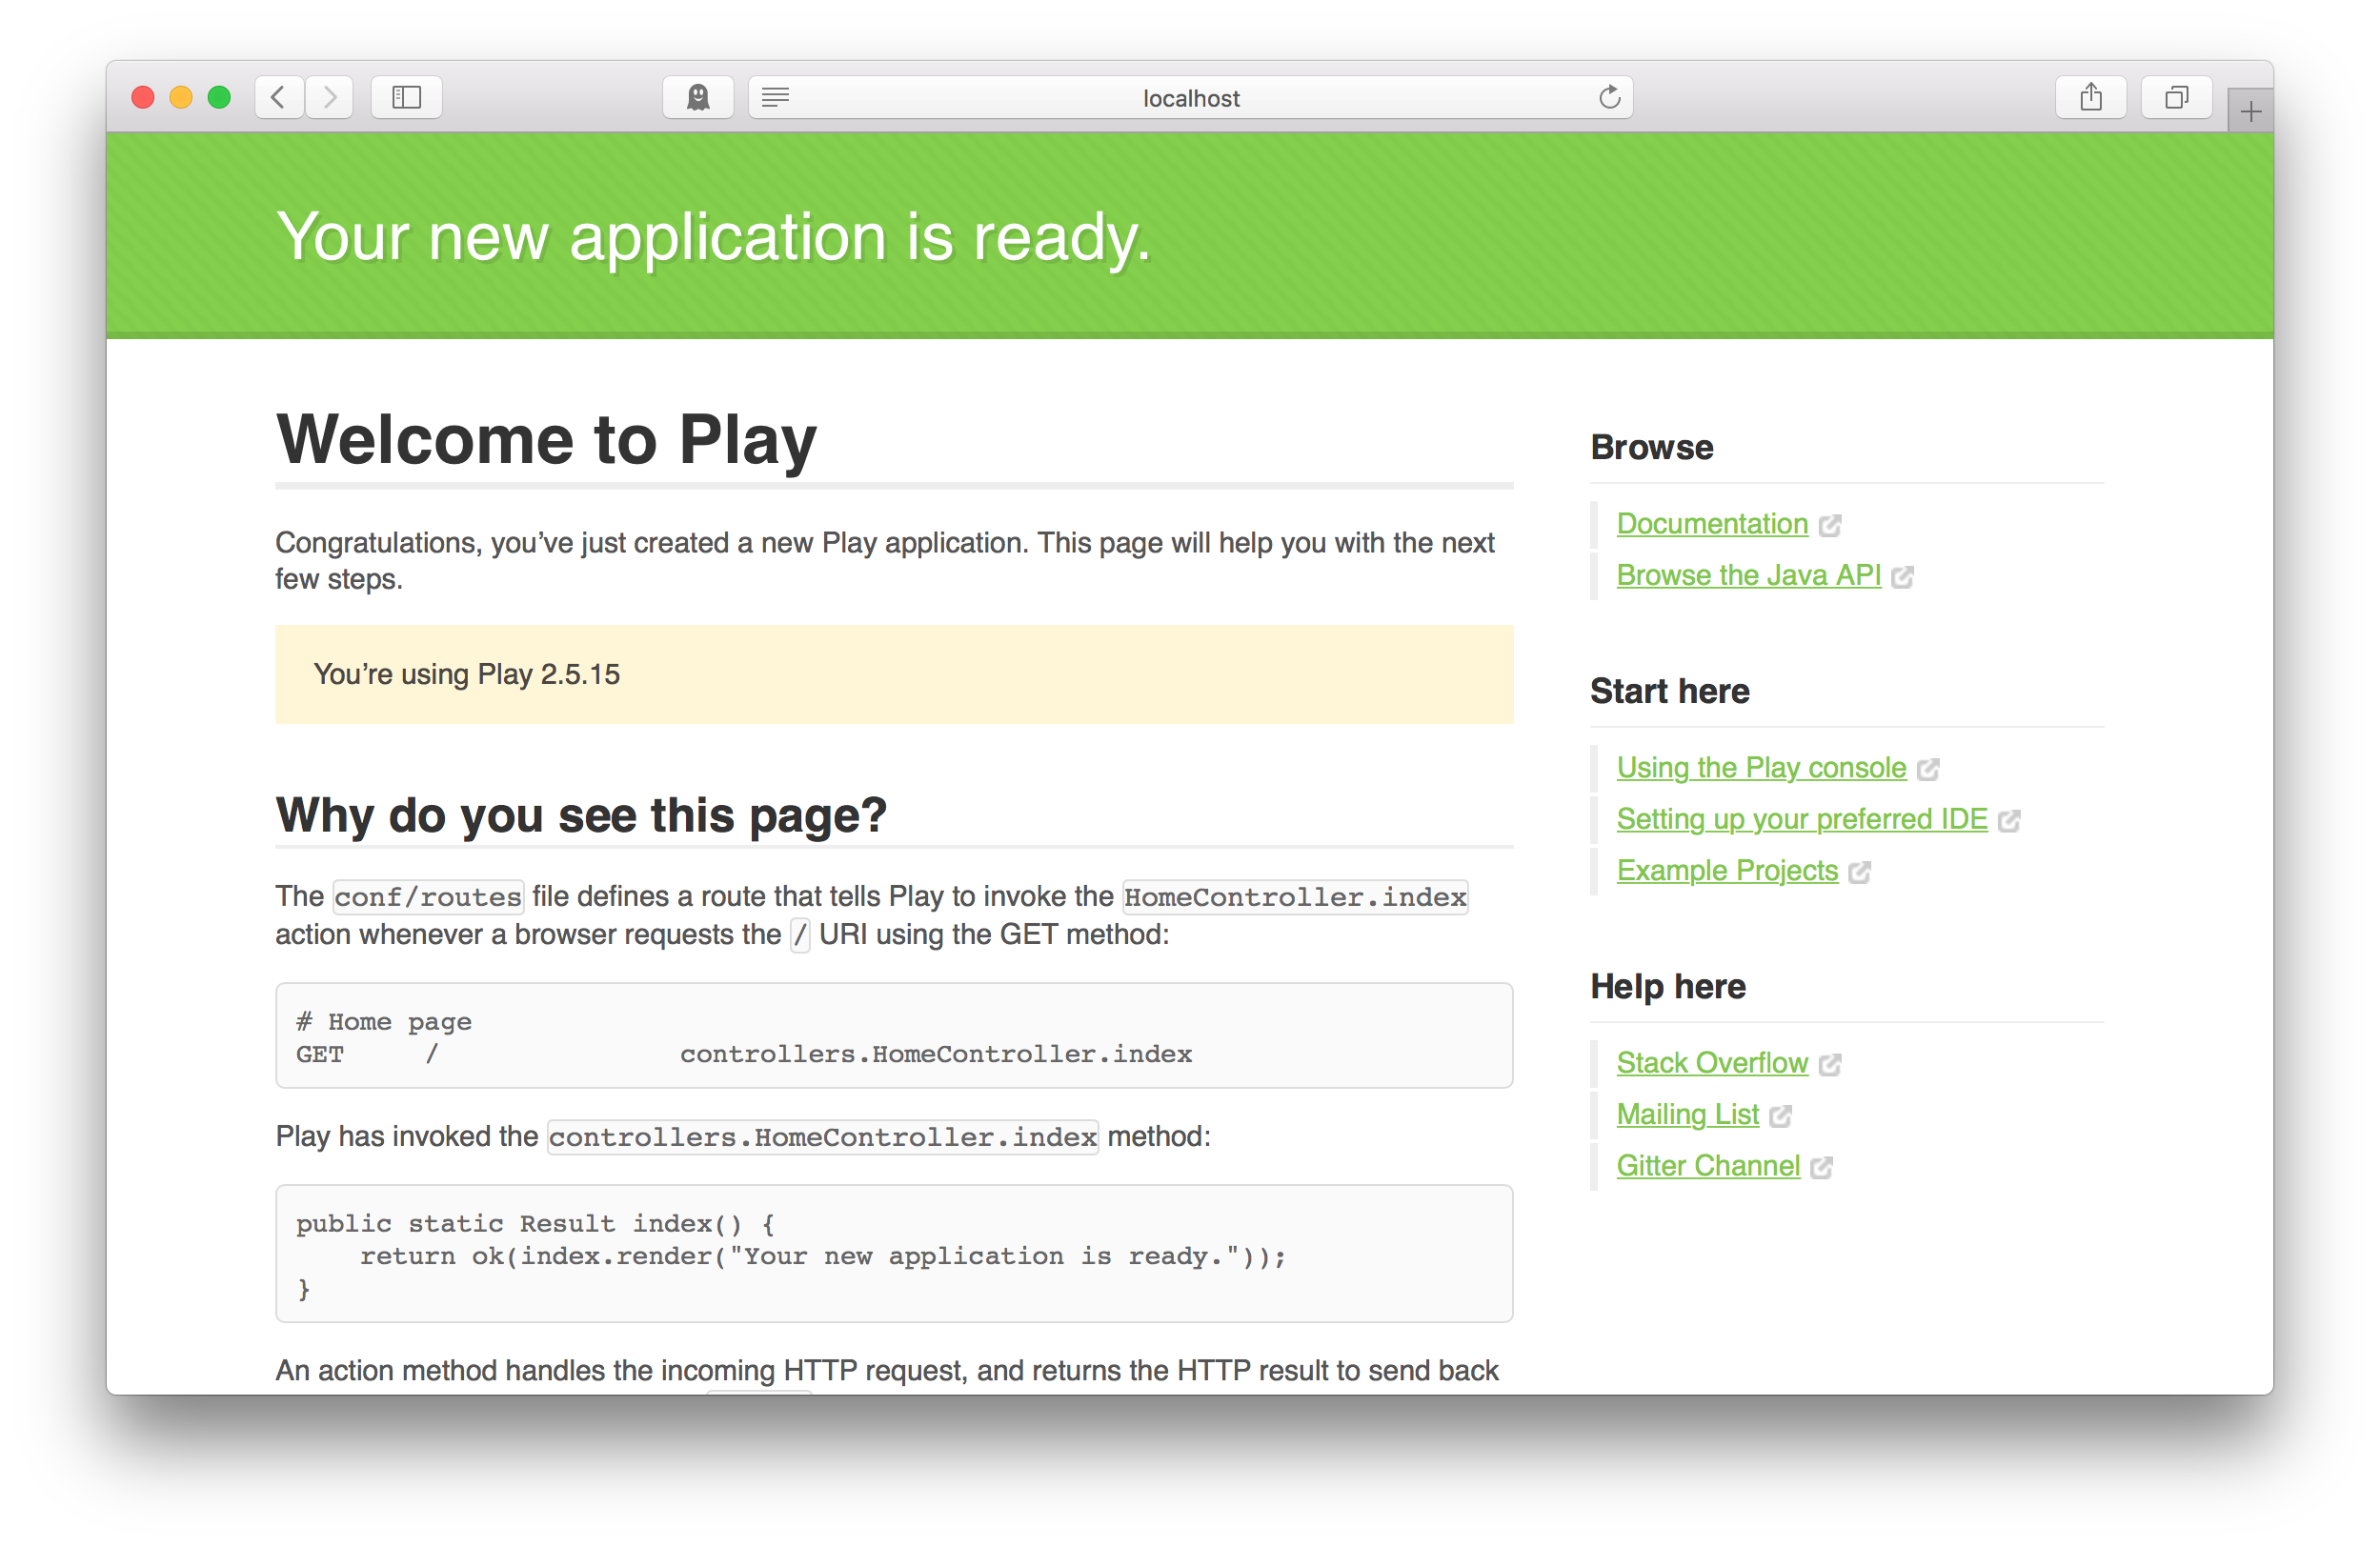 localhost
Your new application is ready.
Welcome to Play
Congratulations, you’ve just created a new Play application. This page will help you with the next
few steps.
You’re using Play 2.5.15
Why do you see this page?
The conf/routes file defines a route that tells Play to invoke the HomeController.index
action whenever a browser requests the / URI using the GET method:
# Home page
GET     /               controllers.HomeController.index
Play has invoked the controllers.HomeController.index method:
public static Result index() {
    return ok(index.render("Your new application is ready."));
}
An action method handles the incoming HTTP request, and returns the HTTP result to send back
Browse
Documentation
Browse the Java API
Start here
Using the Play console
Setting up your preferred IDE
Example Projects
Help here
Stack Overflow
Mailing List
Gitter Channel